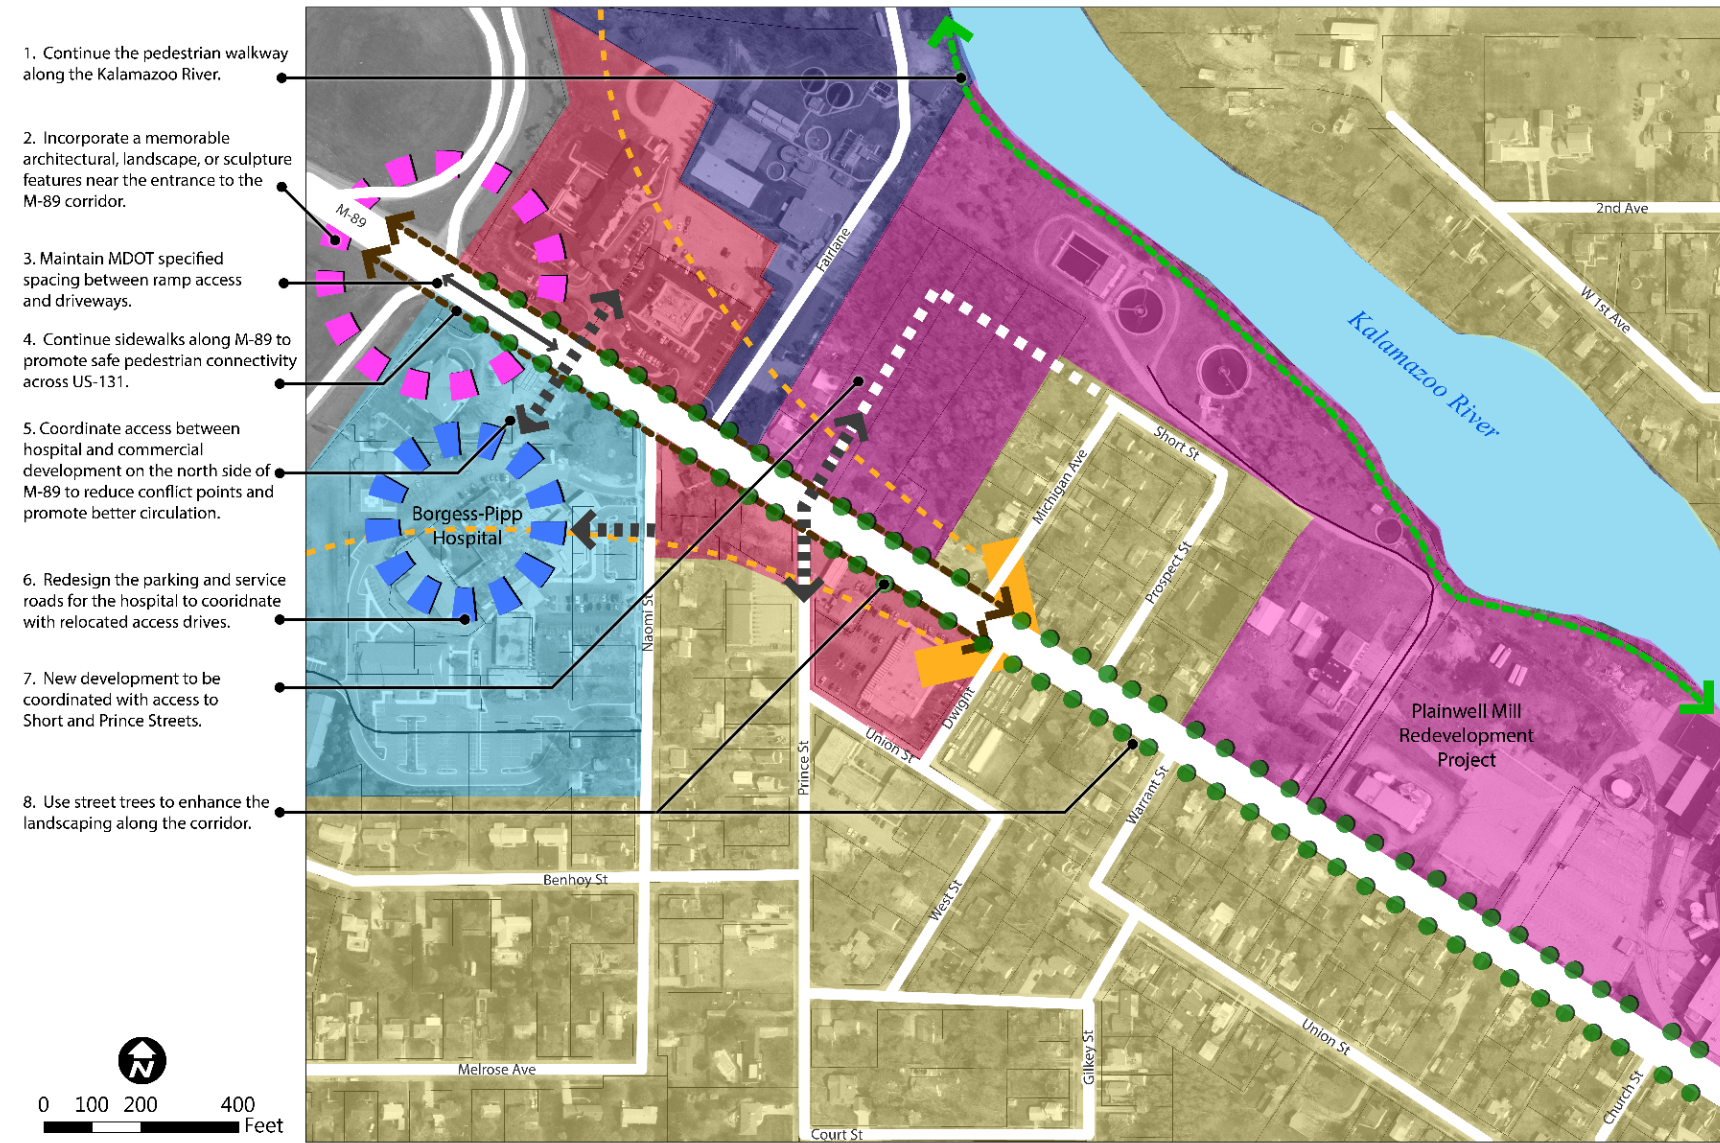 1. Continue the pedestrian walkway
along the Kalamazoo River.
2. Incorporate a memorable
architectural, landscape, or sculpture
features near the entrance to the
M-89 corridor.
3. Maintain MDOT specified
spacing between ramp access
and driveways.
4. Continue sidewalks along M-89 to
promote safe pedestrian connectivity
across US-131.
5. Coordinate access between
hospital and commercial
development on the north side of
M-89 to reduce conflict points and
promote better circulation.
6. Redesign the parking and service
roads for the hospital to cooridnate
with relocated access drives.
7. New development to be
coordinated with access to
Short and Prince Streets.
8. Use street trees to enhance the
landscaping along the corridor.
N
0 100 200 400
Feet
M-89
Fairlane
2nd Ave
W 1st Ave
Kalamazoo River
Short St
Michigan Ave
Prospect St
Borgess-Pipp
Hospital
Naomi St
Dwight
Union St
Prince St
Plainwell Mill
Redevelopment
Project
Warrant St
West St
Benhoy St
Melrose Ave
Gilkey St
Union St
Church St
Court St